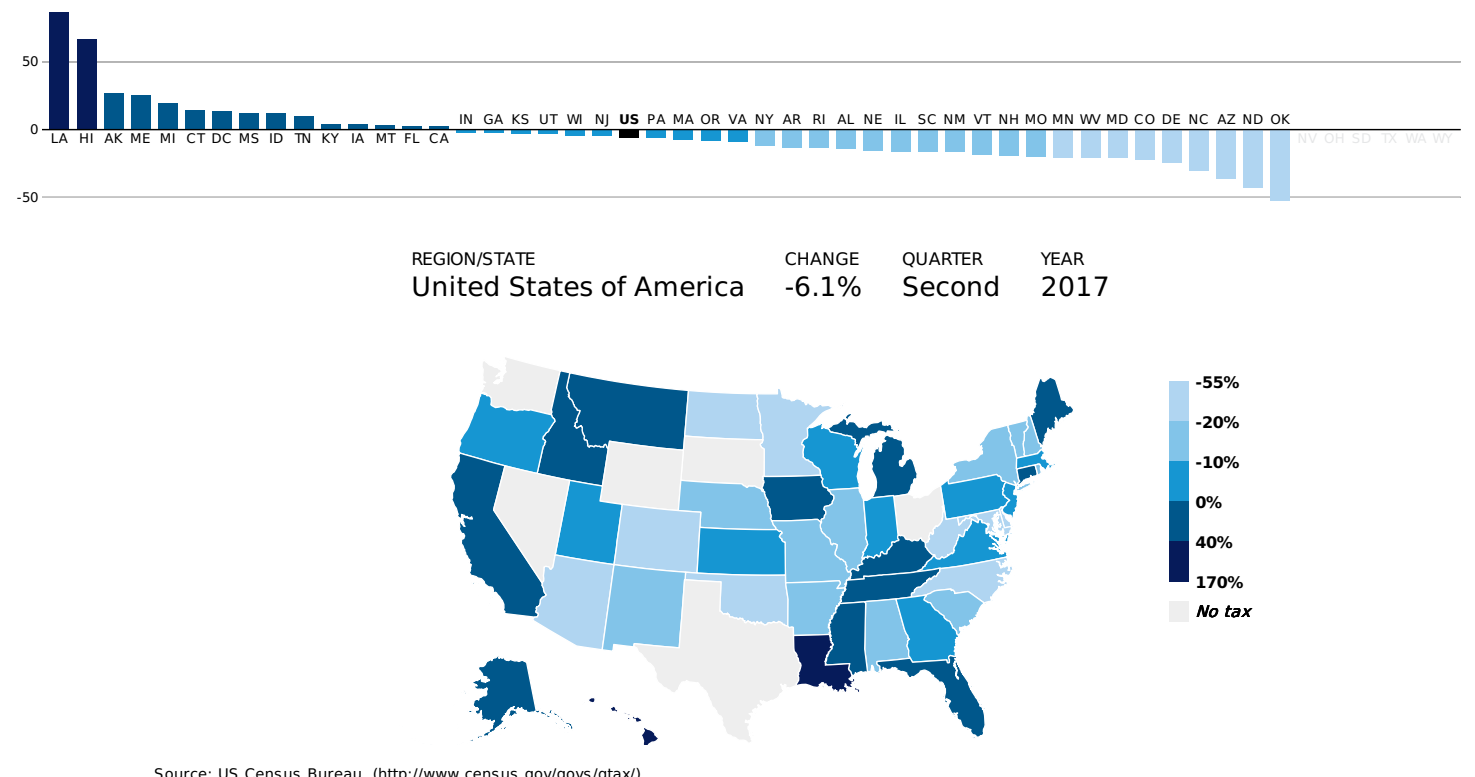 50
IN GA KS UT WI NJ US PA MA OR VA NY AR RI AL NE IL SC NM VT NH MO MN WV MD CO DE NC AZ ND OK
0
LA HI AK ME MI CT DC MS ID TN KY IA MT FL CA NV OH SD TX WA WY
-50
REGION/STATE CHANGE QUARTER YEAR
United States of America -6.1% Second 2017
-55%
-20%
-10%
0%
40%
170%
No tax
Source: US Census Bureau (http://www.census.gov/govs/qtax/)